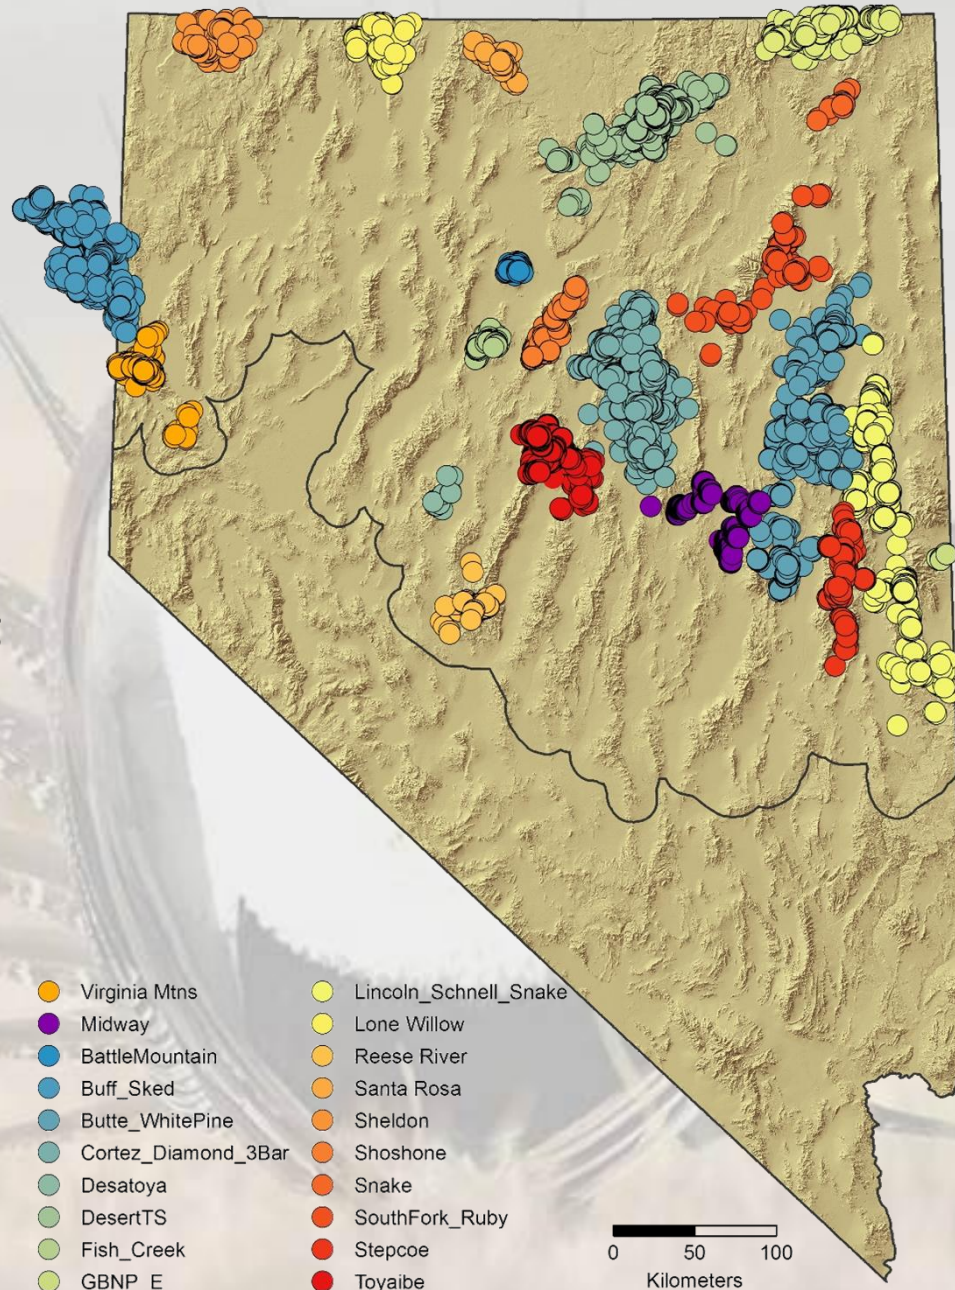 Virginia Mtns
Midway
BattleMountain
Buff_Sked
Butte_WhitePine
Cortez_Diamond_3Bar
Desatoya
DesertTS
Fish_Creek
GBNP_E
Lincoln_Schnell_Snake
Lone Willow
Reese River
Santa Rosa
Sheldon
Shoshone
Snake
SouthFork_Ruby
Stepcoe
Toyaibe
0 50 100
Kilometers